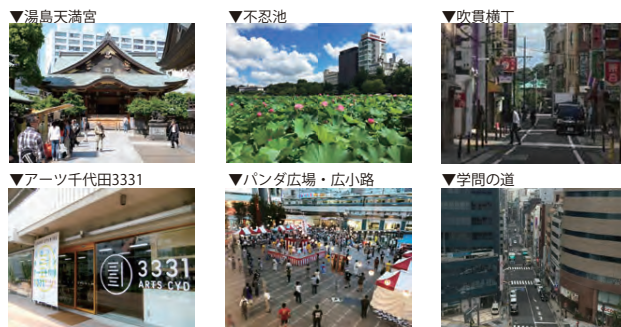 ▼湯島天満宮
▼不忍池
▼吹貫横丁
▼アーツ千代田3331
▼パンダ広場・広小路
▼学問の道
3331
ARTS CYD